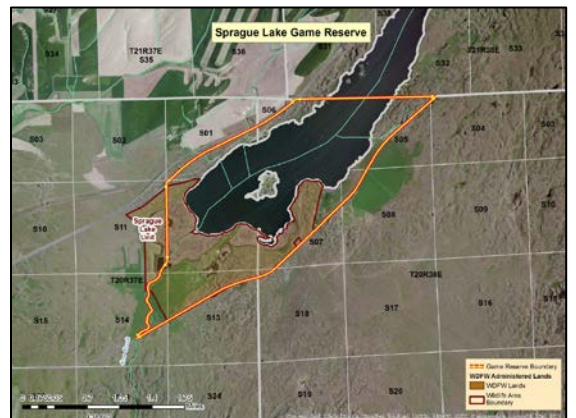 Sprague Lake Game Reserve
S34
T21R37E
S35
S36
T21R38E
S33
S32
S06
S03
S02
S01
S05
S04
S10
S11
Sprague
Lake
Unit
S08
S09
S10
S07
T20R37E
T20R38E
S15
S14
S13
S18
S17
S16
S24
S19
S20
Game Reserve Boundary
WDFW Administered Lands
WDFW Lands
Wildlife Area
Boundary
Miles